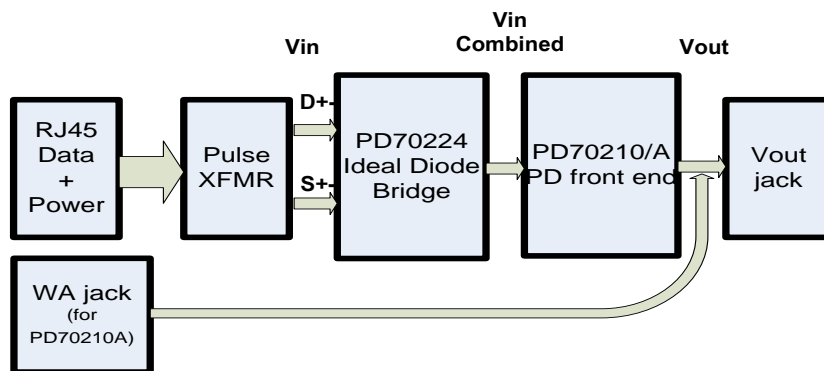 Vin
Vin
Combined
Vout
RJ45
Data
+
Power
Pulse
XFMR
D+-
S+-
PD70224
Ideal Diode
Bridge
PD70210/A
PD front end
Vout
jack
WA jack
(for
PD70210A)